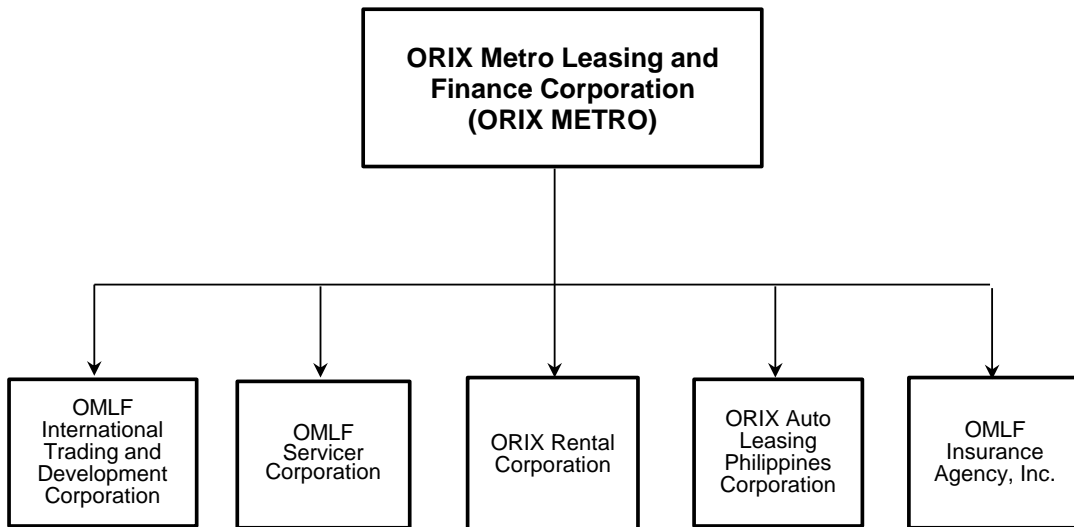 ORIX Metro Leasing and
Finance Corporation
(ORIX METRO)
OMLF
International
Trading and
Development
Corporation
OMLF
Servicer
Corporation
ORIX Rental
Corporation
ORIX Auto
Leasing
Philippines
Corporation
OMLF
Insurance
Agency, Inc.